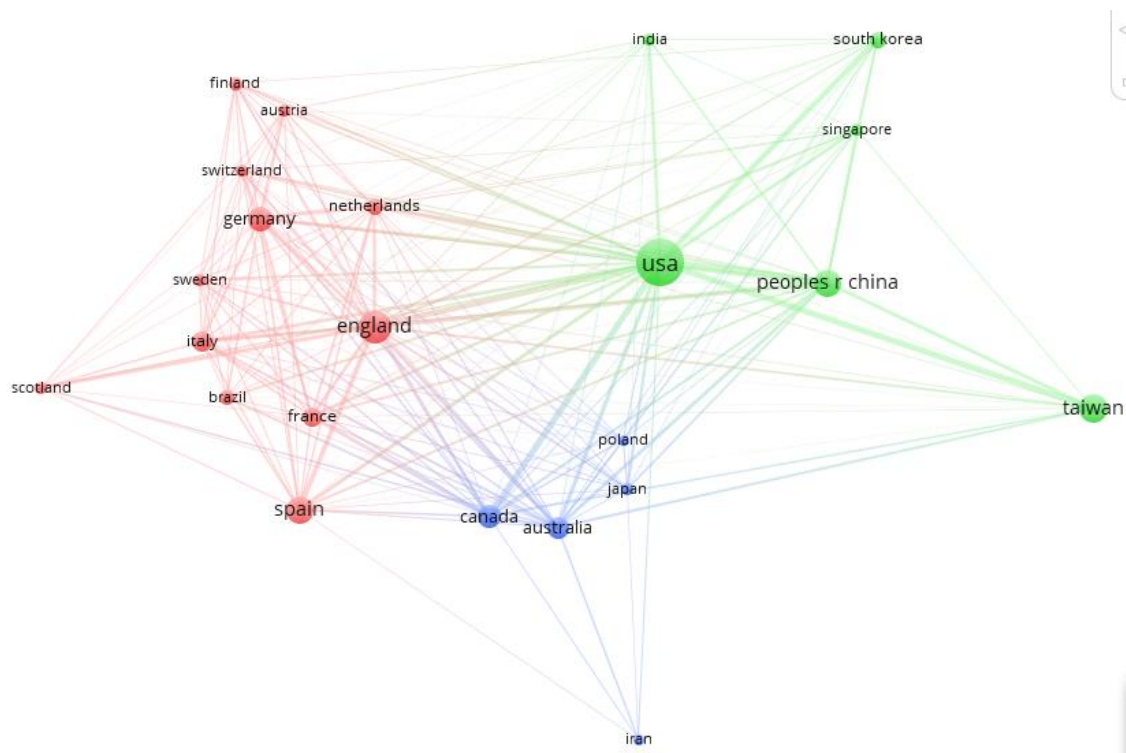 india
south korea
finland
austria
singapore
switzerland
netherlands
germany
usa
sweden
peoples r china
england
italy
scotland
brazil
france
taiwan
poland
japan
spain
canada
australia
iran